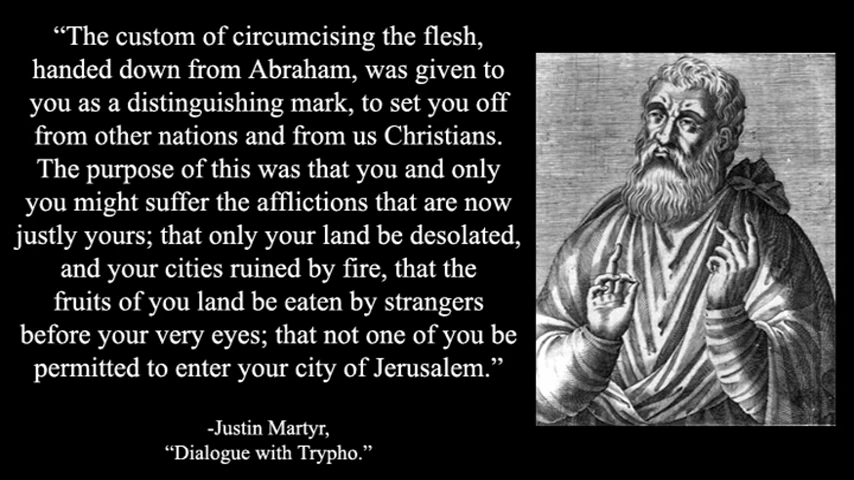 “The custom of circumcising the flesh,
handed down from Abraham, was given to
you as a distinguishing mark, to set you off
from other nations and from us Christians.
The purpose of this was that you and only
you might suffer the afflictions that are now
justly yours; that only your land be desolated,
and your cities ruined by fire, that the
fruits of you land be eaten by strangers
before your very eyes; that not one of you be
permitted to enter your city of Jerusalem.”
-Justin Martyr,
“Dialogue with Trypho.”